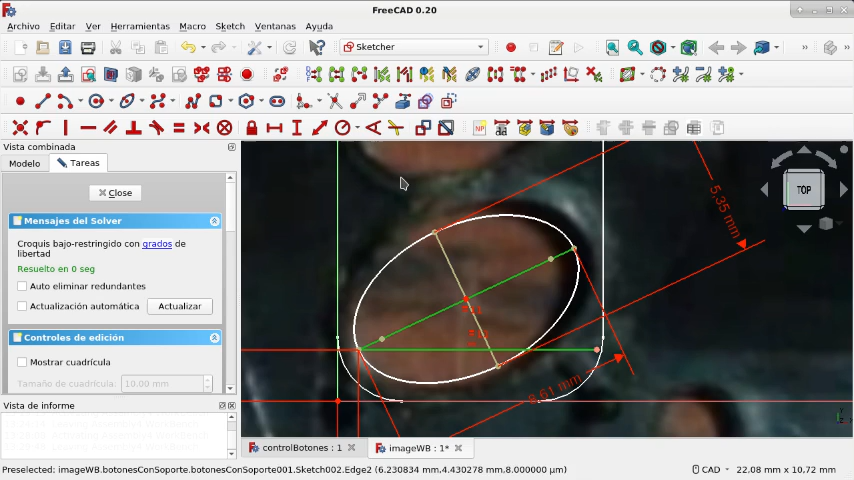 FreeCAD 0.20
Archivo Editar Ver Herramientas Macro Sketch Ventanas Ayuda
Sketcher
Vista combinada
Modelo Tareas
Close
Mensajes del Solver
Croquis bajo-restringido con grados de
libertad
Resuelto en 0 seg
Auto eliminar redundantes
Actualización automática Actualizar
Controles de edición
Mostrar cuadrícula
Tamaño de cuadrícula: 10.00 mm
Vista de informe
TOP
5,35 mm
8,61 mm
controlBotones : 1 imageWB : 1*
Preselected: imageWB.botonesConSoporte.botonesConSoporte001.Sketch002.Edge2 (6.230834 mm,4.430278 mm,8.000000 µm) CAD 22.08 mm x 10,72 mm